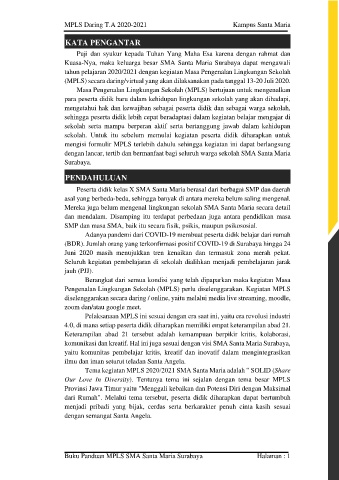 MPLS Daring T.A 2020-2021 Kampus Santa Maria
KATA PENGANTAR
Puji dan syukur kepada Tuhan Yang Maha Esa karena dengan rahmat dan
Kuasa-Nya, maka keluarga besar SMA Santa Maria Surabaya dapat mengawali
tahun pelajaran 2020/2021 dengan kegiatan Masa Pengenalan Lingkungan Sekolah
(MPLS) secara daring/virtual yang akan dilaksanakan pada tanggal 13-20 Juli 2020.
Masa Pengenalan Lingkungan Sekolah (MPLS) bertujuan untuk mengenalkan
para peserta didik baru dalam kehidupan lingkungan sekolah yang akan dihadapi,
mengetahui hak dan kewajiban sebagai peserta didik dan sebagai warga sekolah,
sehingga peserta didik lebih cepat beradaptasi dalam kegiatan belajar mengajar di
sekolah serta mampu berperan aktif serta bertanggung jawab dalam kehidupan
sekolah. Untuk itu sebelum memulai kegiatan peserta didik diharapkan untuk
mengisi formulir MPLS terlebih dahulu sehingga kegiatan ini dapat berlangsung
dengan lancar, tertib dan bermanfaat bagi seluruh warga sekolah SMA Santa Maria
Surabaya.
PENDAHULUAN
Peserta didik kelas X SMA Santa Maria berasal dari berbagai SMP dan daerah
asal yang berbeda-beda, sehingga banyak di antara mereka belum saling mengenal.
Mereka juga belum mengenal lingkungan sekolah SMA Santa Maria secara detail
dan mendalam. Disamping itu terdapat perbedaan juga antara pendidikan masa
SMP dan masa SMA, baik itu secara fisik, psikis, maupun psikososial.
Adanya pandemi dari COVID-19 membuat peserta didik belajar dari rumah
(BDR). Jumlah orang yang terkonfirmasi positif COVID-19 di Surabaya hingga 24
Juni 2020 masih menujukkan tren kenaikan dan termasuk zona merah pekat.
Seluruh kegiatan pembelajaran di sekolah dialihkan menjadi pembelajaran jarak
jauh (PJJ).
Berangkat dari semua kondisi yang telah dipaparkan maka kegiatan Masa
Pengenalan Lingkungan Sekolah (MPLS) perlu diselenggarakan. Kegiatan MPLS
diselenggarakan secara daring / online, yaitu melalui media live streaming, moodle,
zoom dan/atau google meet.
Pelaksanaan MPLS ini sesuai dengan era saat ini, yaitu era revolusi industri
4.0, di mana setiap peserta didik diharapkan memiliki empat keterampilan abad 21.
Keterampilan abad 21 tersebut adalah kemampuan berpikir kritis, kolaborasi,
komunikasi dan kreatif. Hal ini juga sesuai dengan visi SMA Santa Maria Surabaya,
yaitu komunitas pembelajar kritis, kreatif dan inovatif dalam mengintegrasikan
ilmu dan iman seturut teladan Santa Angela.
Tema kegiatan MPLS 2020/2021 SMA Santa Maria adalah " SOLID (Share
Our Love In Diversity). Tentunya tema ini sejalan dengan tema besar MPLS
Provinsi Jawa Timur yaitu "Menggali kebaikan dan Potensi Diri dengan Maksimal
dari Rumah". Melalui tema tersebut, peserta didik diharapkan dapat bertumbuh
menjadi pribadi yang bijak, cerdas serta berkarakter penuh cinta kasih sesuai
dengan semangat Santa Angela.
Buku Panduan MPLS SMA Santa Maria Surabaya Halaman : 1